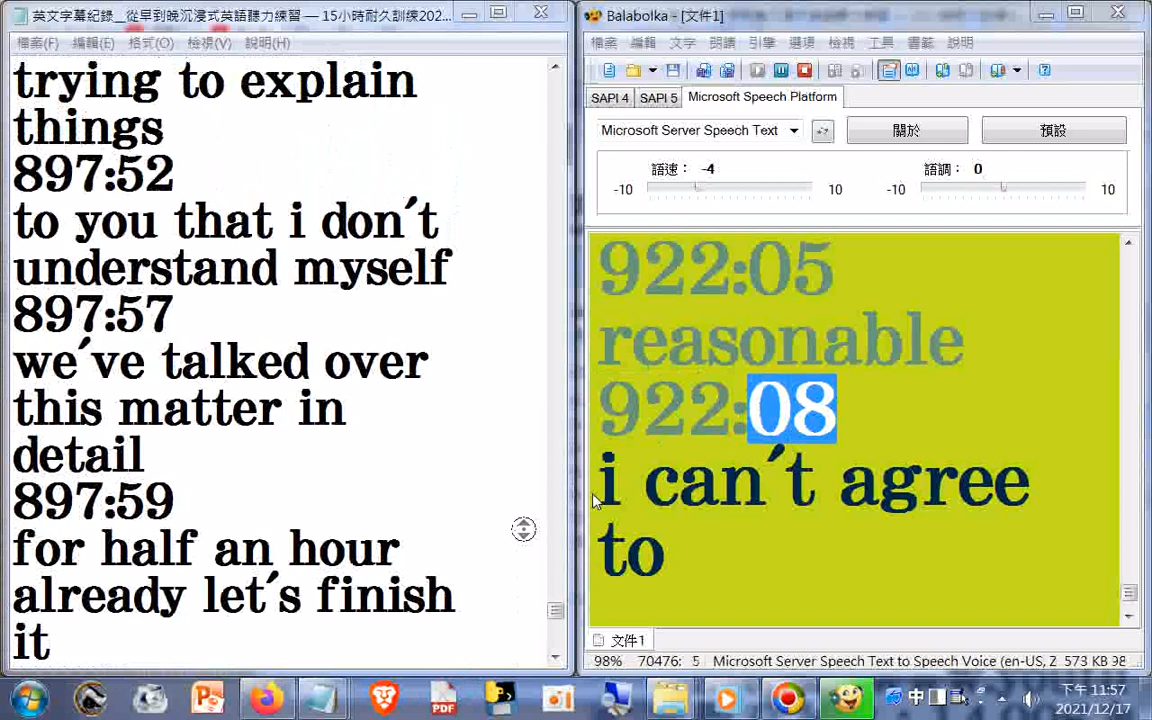 英文字幕紀錄__從早到晚沉浸式英語聽力練習 — 15小時耐久訓練202...
檔案(F) 編輯(E) 格式(O) 檢視(V) 說明(H)
trying to explain
things
897:52
to you that i don't
understand myself
897:57
we've talked over
this matter in
detail
897:59
for half an hour
already let's finish
it
Balabolka - [文件1]
檔案 編輯 文字 朗讀 引擎 選項 檢視 工具 書籤 說明
SAPI 4 SAPI 5 Microsoft Speech Platform
Microsoft Server Speech Text 關於 預設
語速： -4 語調： 0
-10 10 -10 10
922:05
reasonable
922:08
i can't agree
to
文件1
98% 70476: 5 Microsoft Server Speech Text to Speech Voice (en-US, Z 573 KB 98
PDF
中
下午 11:57
2021/12/17